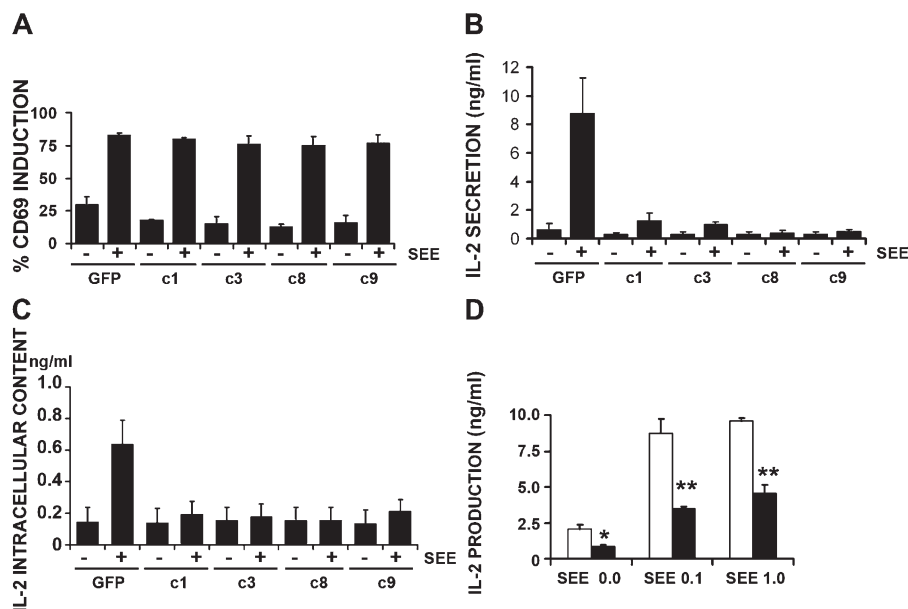 A
% CD69 INDUCTION
100
75
50
25
0
- + - + - + - + - + SEE
GFP c1 c3 c8 c9
B
IL-2 SECRETION (ng/ml)
12
10
8
6
4
2
0
- + - + - + - + - + SEE
GFP c1 c3 c8 c9
C
IL-2 INTRACELLULAR CONTENT
ng/ml
1.0
0.8
0.6
0.4
0.2
0
- + - + - + - + - + SEE
GFP c1 c3 c8 c9
D
IL-2 PRODUCTION (ng/ml)
10.0
7.5
5.0
2.5
0
* ** **
SEE 0.0 SEE 0.1 SEE 1.0